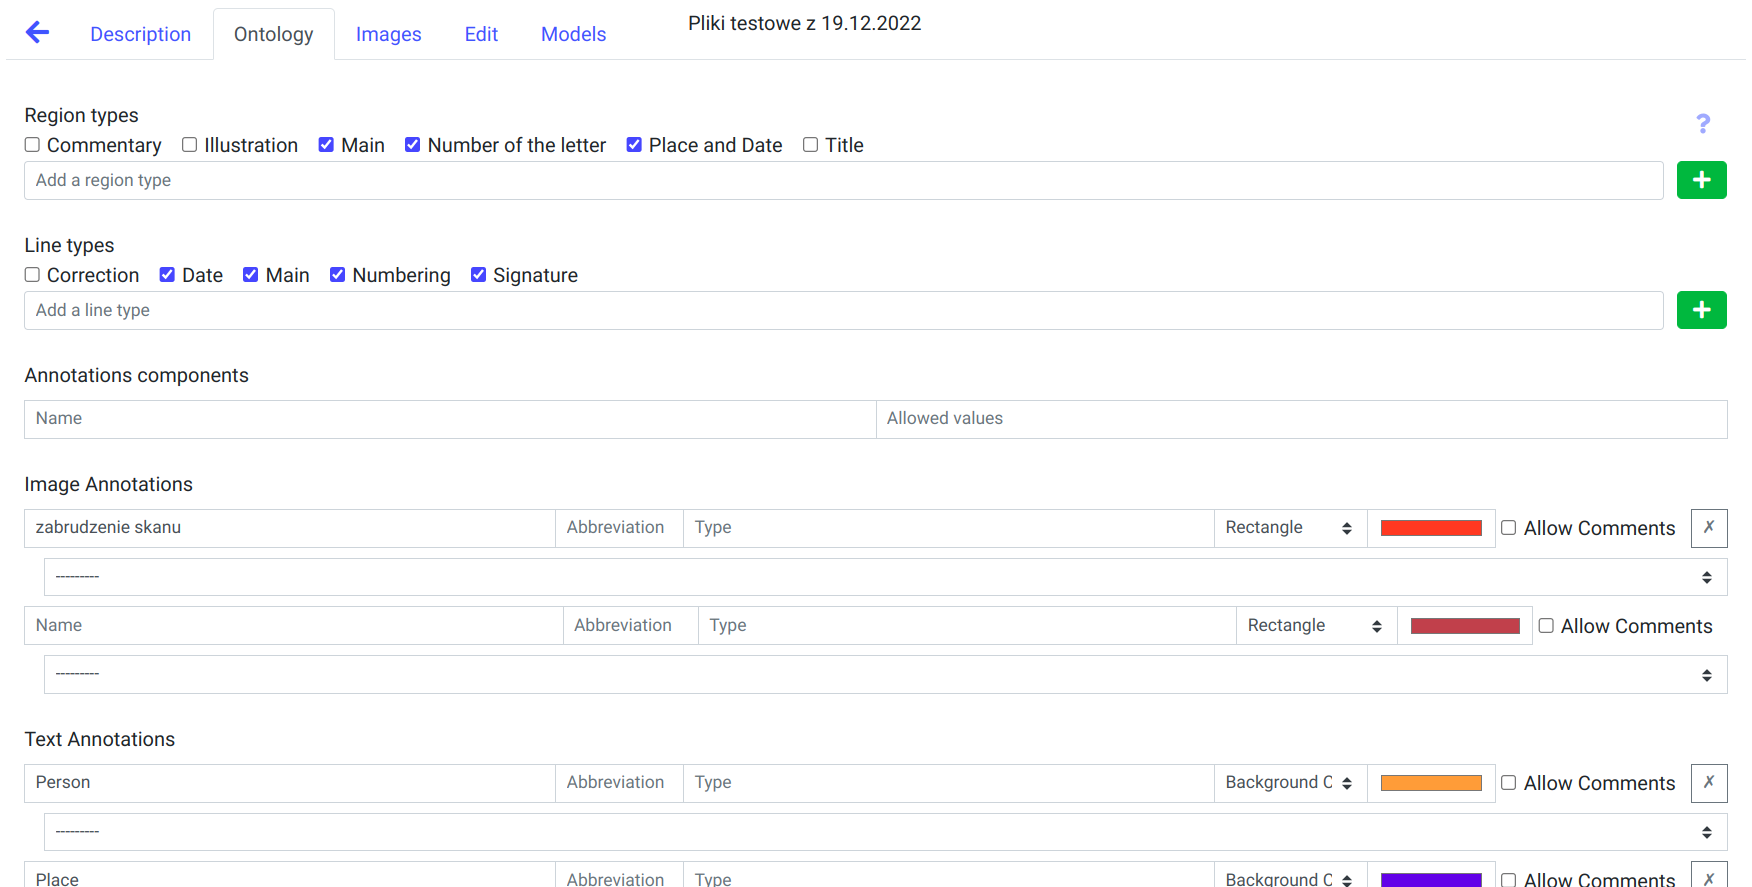 Description Ontology Images Edit Models Pliki testowe z 19.12.2022
Region types
?
Commentary Illustration Main Number of the letter Place and Date Title
Add a region type +
Line types
Correction Date Main Numbering Signature
Add a line type +
Annotations components
Name Allowed values
Image Annotations
zabrudzenie skanu Abbreviation Type Rectangle Allow Comments ✗
---------
Name Abbreviation Type Rectangle Allow Comments
---------
Text Annotations
Person Abbreviation Type Background C Allow Comments ✗
---------
Place Abbreviation Type Background C Allow Comments ✗